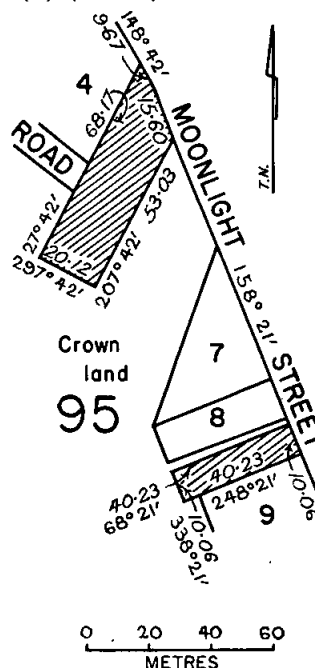 148° 42'
9·67
4
68·17
15·60
MOONLIGHT
ROAD
T.N.
53·03
27° 42'
20·12
297° 42'
207° 42'
158° 21'
STREET
Crown
land
95
7
8
40·23
68° 21'
40·23
248° 21'
10·06
10·06
338° 21'
9
0 20 40 60
METRES